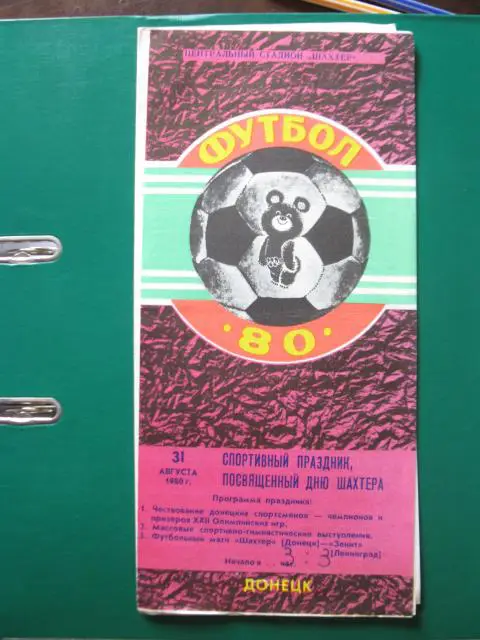 ЦЕНТРАЛЬНЫЙ СТАДИОН «ШАХТЕР»
ФУТБОЛ
·80·
31
АВГУСТА
1980 г.
СПОРТИВНЫЙ ПРАЗДНИК,
ПОСВЯЩЕННЫЙ ДНЮ ШАХТЕРА
Программа праздника:
1. Чествование донецких спортсменов — чемпионов и
призеров XXII Олимпийских игр.
2. Массовые спортивно-гимнастические выступления.
3. Футбольный матч «Шахтер» (Донецк)—«Зенит»
(Ленинград)
Начало в час.
3 : 3
ДОНЕЦК